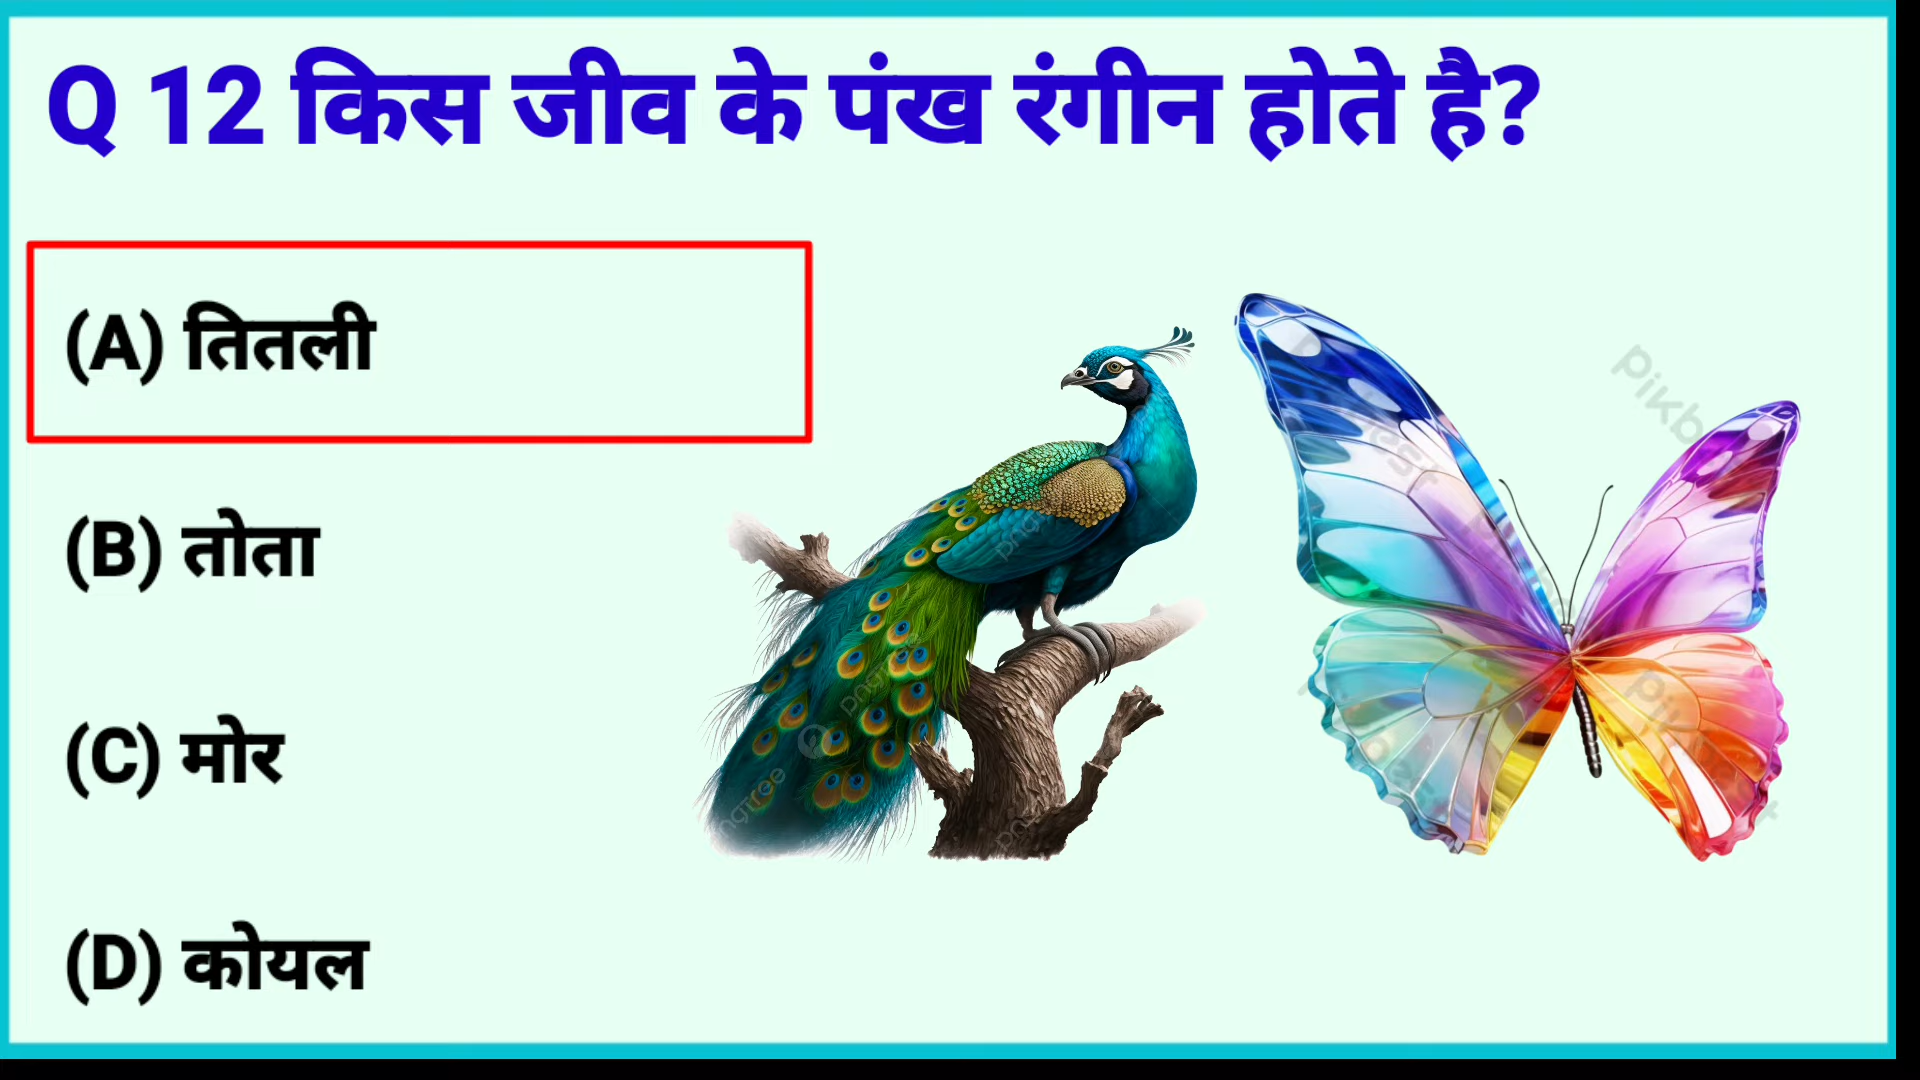 Q 12 किस जीव के पंख रंगीन होते है?
(A) तितली
(B) तोता
(C) मोर
(D) कोयल